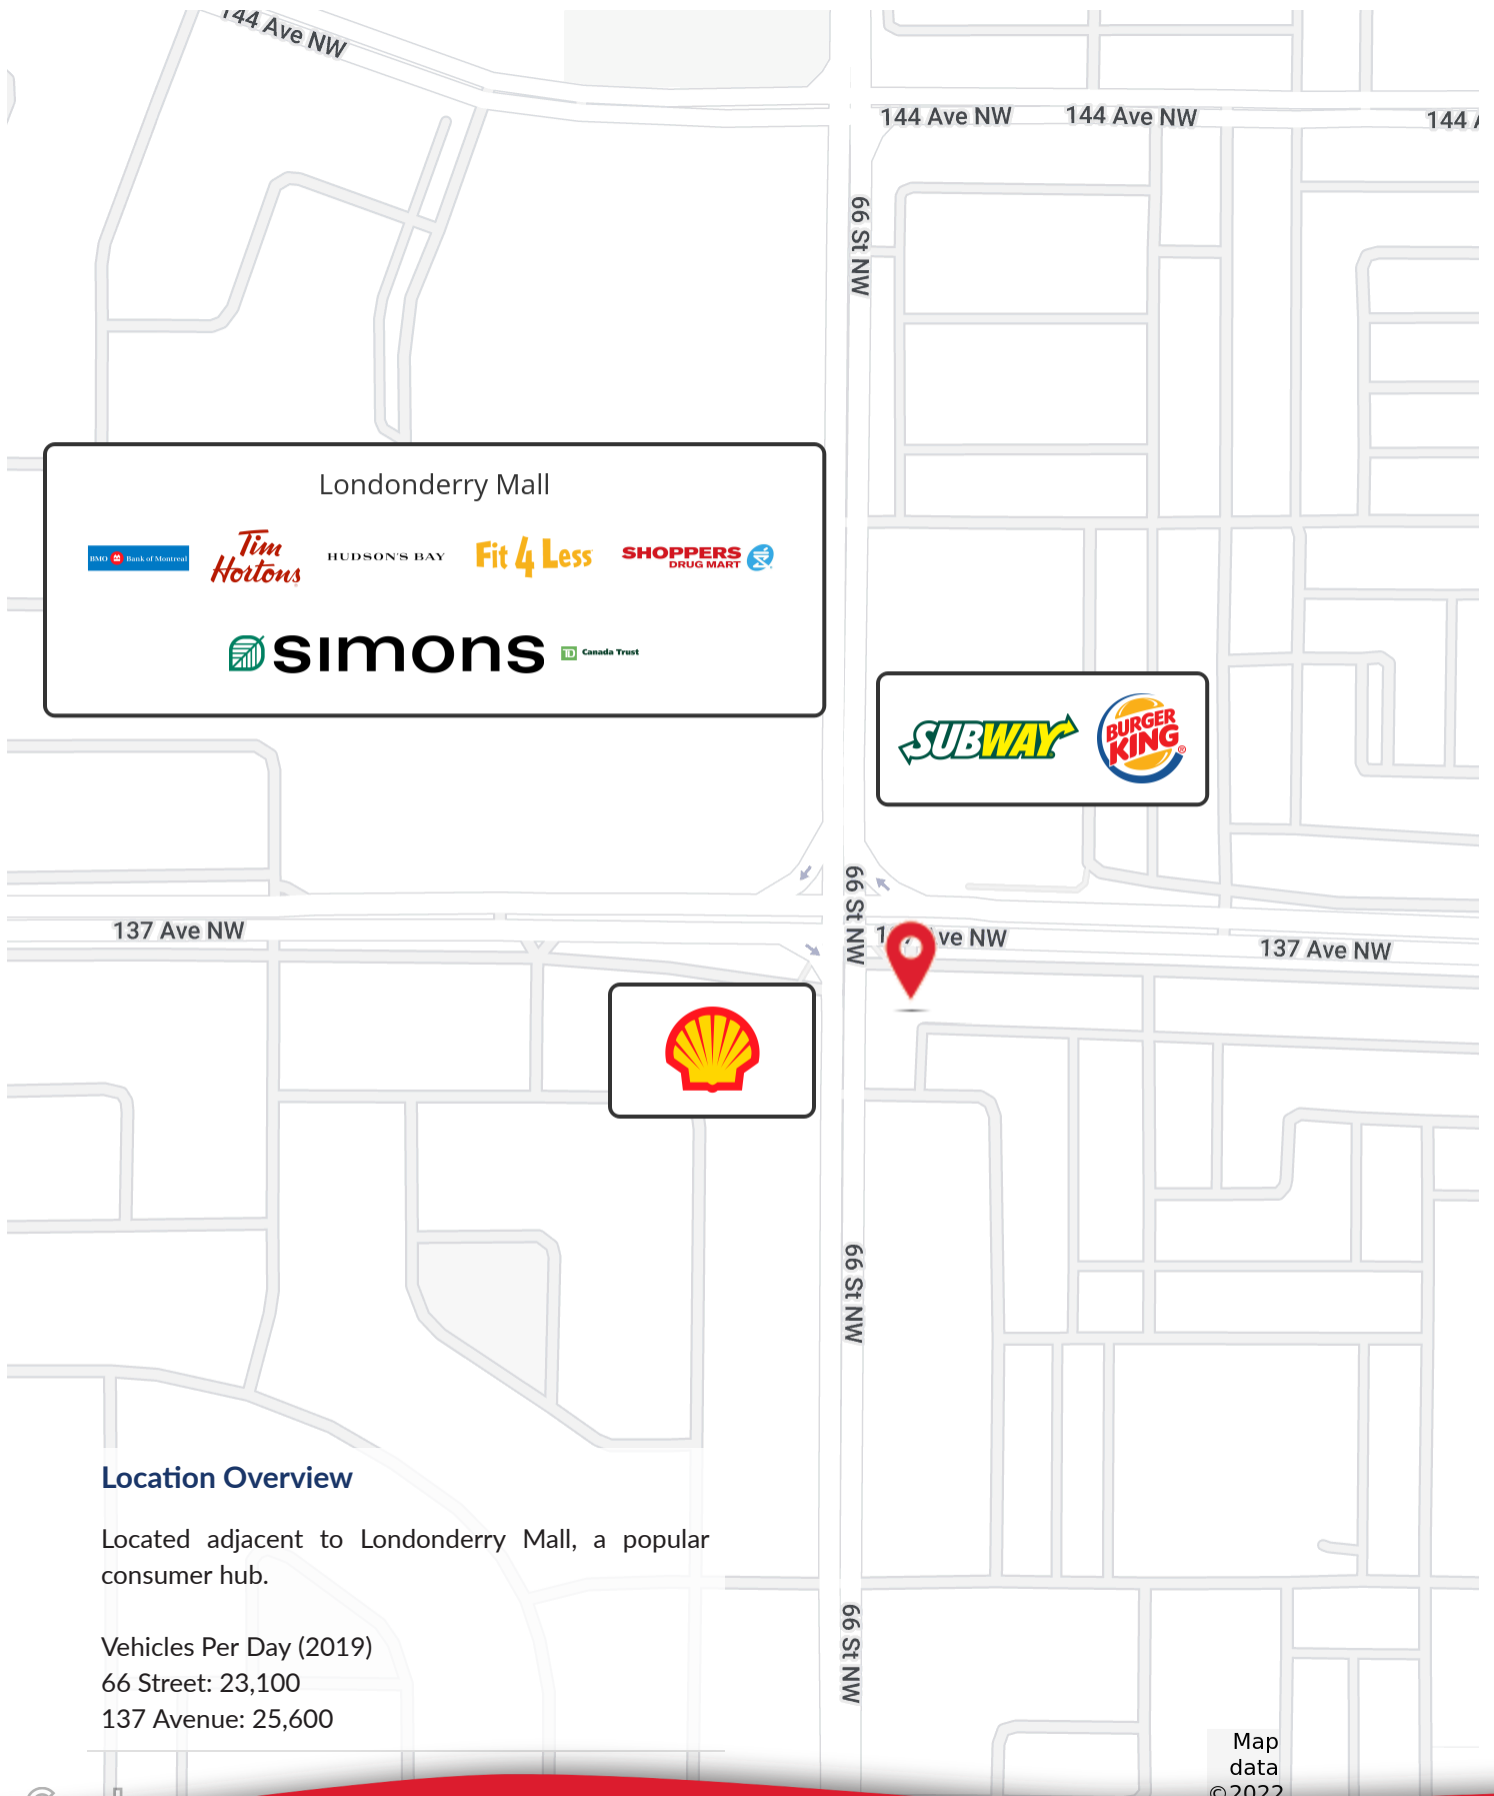 144 Ave NW
144 Ave NW
144 Ave NW
144
66 St NW
Londonderry Mall
BMO Bank of Montreal
Tim
Hortons
HUDSON'S BAY
Fit 4 Less
SHOPPERS
DRUG MART
SIMONS
TD Canada Trust
SUBWAY
BURGER
KING
®
66 St NW
137 Ave NW
Ave NW
137 Ave NW
66 St NW
Location Overview
Located adjacent to Londonderry Mall, a popular
consumer hub.
Vehicles Per Day (2019)
66 Street: 23,100
137 Avenue: 25,600
66 St NW
Map
data
©2022